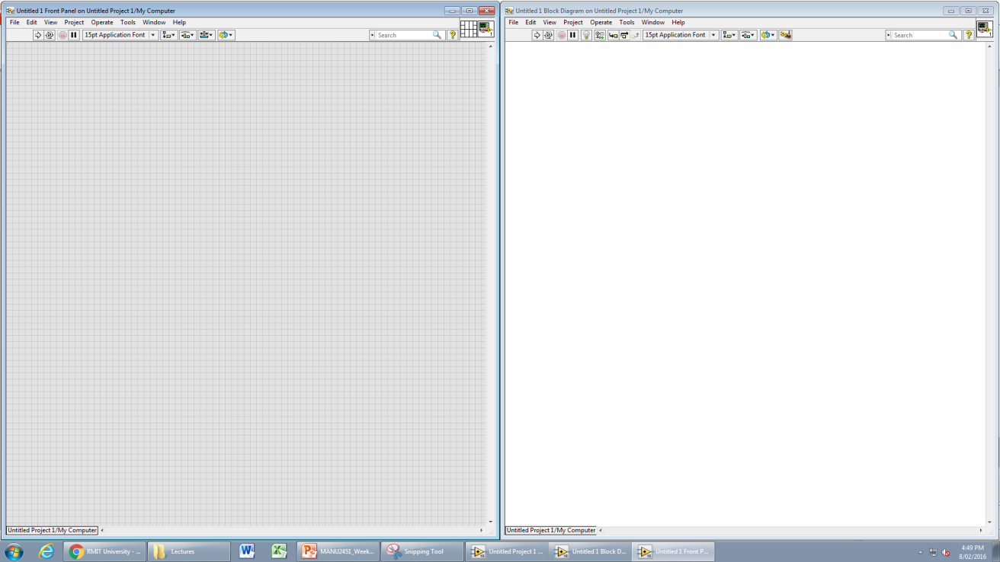 Untitled 1 Front Panel on Untitled Project 1/My Computer
File Edit View Project Operate Tools Window Help
15pt Application Font
Search
?
1
Untitled Project 1/My Computer
Untitled 1 Block Diagram on Untitled Project 1/My Computer
File Edit View Project Operate Tools Window Help
15pt Application Font
Search
?
1
Untitled Project 1/My Computer
RMIT University - ...
Lectures
MANU2451_Week...
Snipping Tool
Untitled Project 1 ...
Untitled 1 Block D...
Untitled 1 Front P...
4:49 PM
8/02/2016